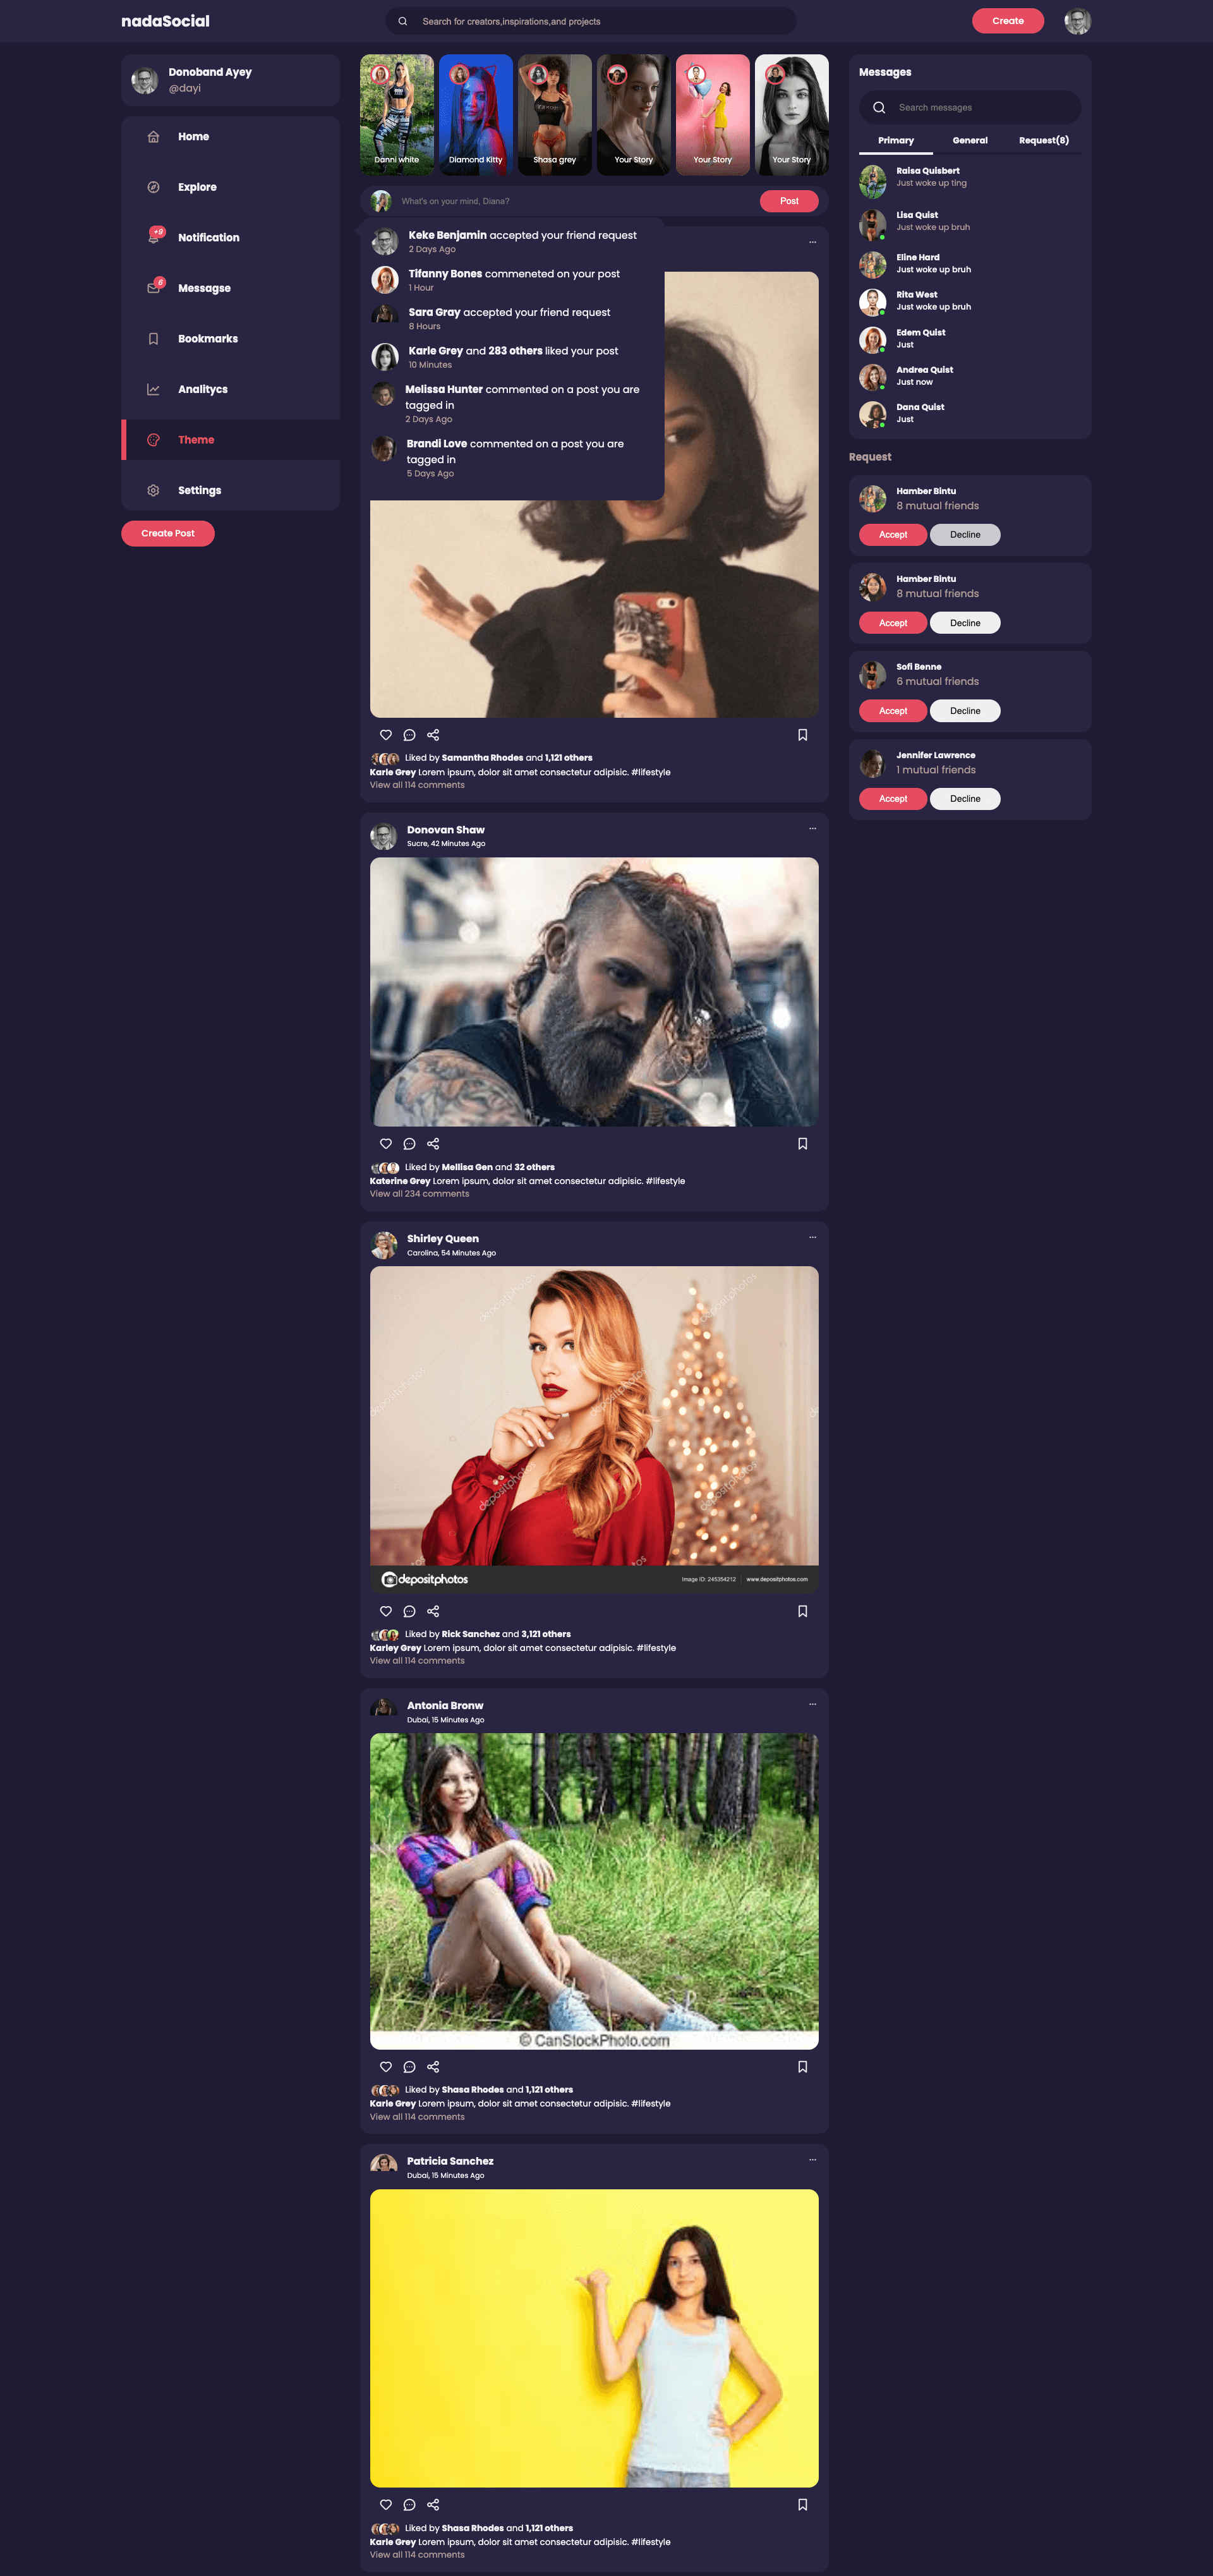 nadaSocial
Search for creators,inspirations,and projects
Create
Donoband Ayey
@dayi
Home
Explore
+9
Notification
6
Messagse
Bookmarks
Analitycs
Theme
Settings
Create Post
Danni white
Diamond Kitty
Shasa grey
Your Story
Your Story
Your Story
What's on your mind, Diana?
Post
Keke Benjamin accepted your friend request
2 Days Ago
Tifanny Bones commeneted on your post
1 Hour
Sara Gray accepted your friend request
8 Hours
Karle Grey and 283 others liked your post
10 Minutes
Melissa Hunter commented on a post you are
tagged in
2 Days Ago
Brandi Love commented on a post you are
tagged in
5 Days Ago
Liked by Samantha Rhodes and 1,121 others
Karle Grey Lorem ipsum, dolor sit amet consectetur adipisic. #lifestyle
View all 114 comments
Donovan Shaw
Sucre, 42 Minutes Ago
Liked by Mellisa Gen and 32 others
Katerine Grey Lorem ipsum, dolor sit amet consectetur adipisic. #lifestyle
View all 234 comments
Shirley Queen
Carolina, 54 Minutes Ago
depositphotos
depositphotos
depositphotos
depositphotos
depositphotos
depositphotos
depositphotos
Image ID: 245354212
www.depositphotos.com
Liked by Rick Sanchez and 3,121 others
Karley Grey Lorem ipsum, dolor sit amet consectetur adipisic. #lifestyle
View all 114 comments
Antonia Bronw
Dubai, 15 Minutes Ago
© CanStockPhoto.com
Liked by Shasa Rhodes and 1,121 others
Karle Grey Lorem ipsum, dolor sit amet consectetur adipisic. #lifestyle
View all 114 comments
Patricia Sanchez
Dubai, 15 Minutes Ago
Liked by Shasa Rhodes and 1,121 others
Karle Grey Lorem ipsum, dolor sit amet consectetur adipisic. #lifestyle
View all 114 comments
Messages
Search messages
Primary
General
Request(8)
Raisa Quisbert
Just woke up ting
Lisa Quist
Just woke up bruh
Eline Hard
Just woke up bruh
Rita West
Just woke up bruh
Edem Quist
Just
Andrea Quist
Just now
Dana Quist
Just
Request
Hamber Bintu
8 mutual friends
Accept
Decline
Hamber Bintu
8 mutual friends
Accept
Decline
Sofi Benne
6 mutual friends
Accept
Decline
Jennifer Lawrence
1 mutual friends
Accept
Decline